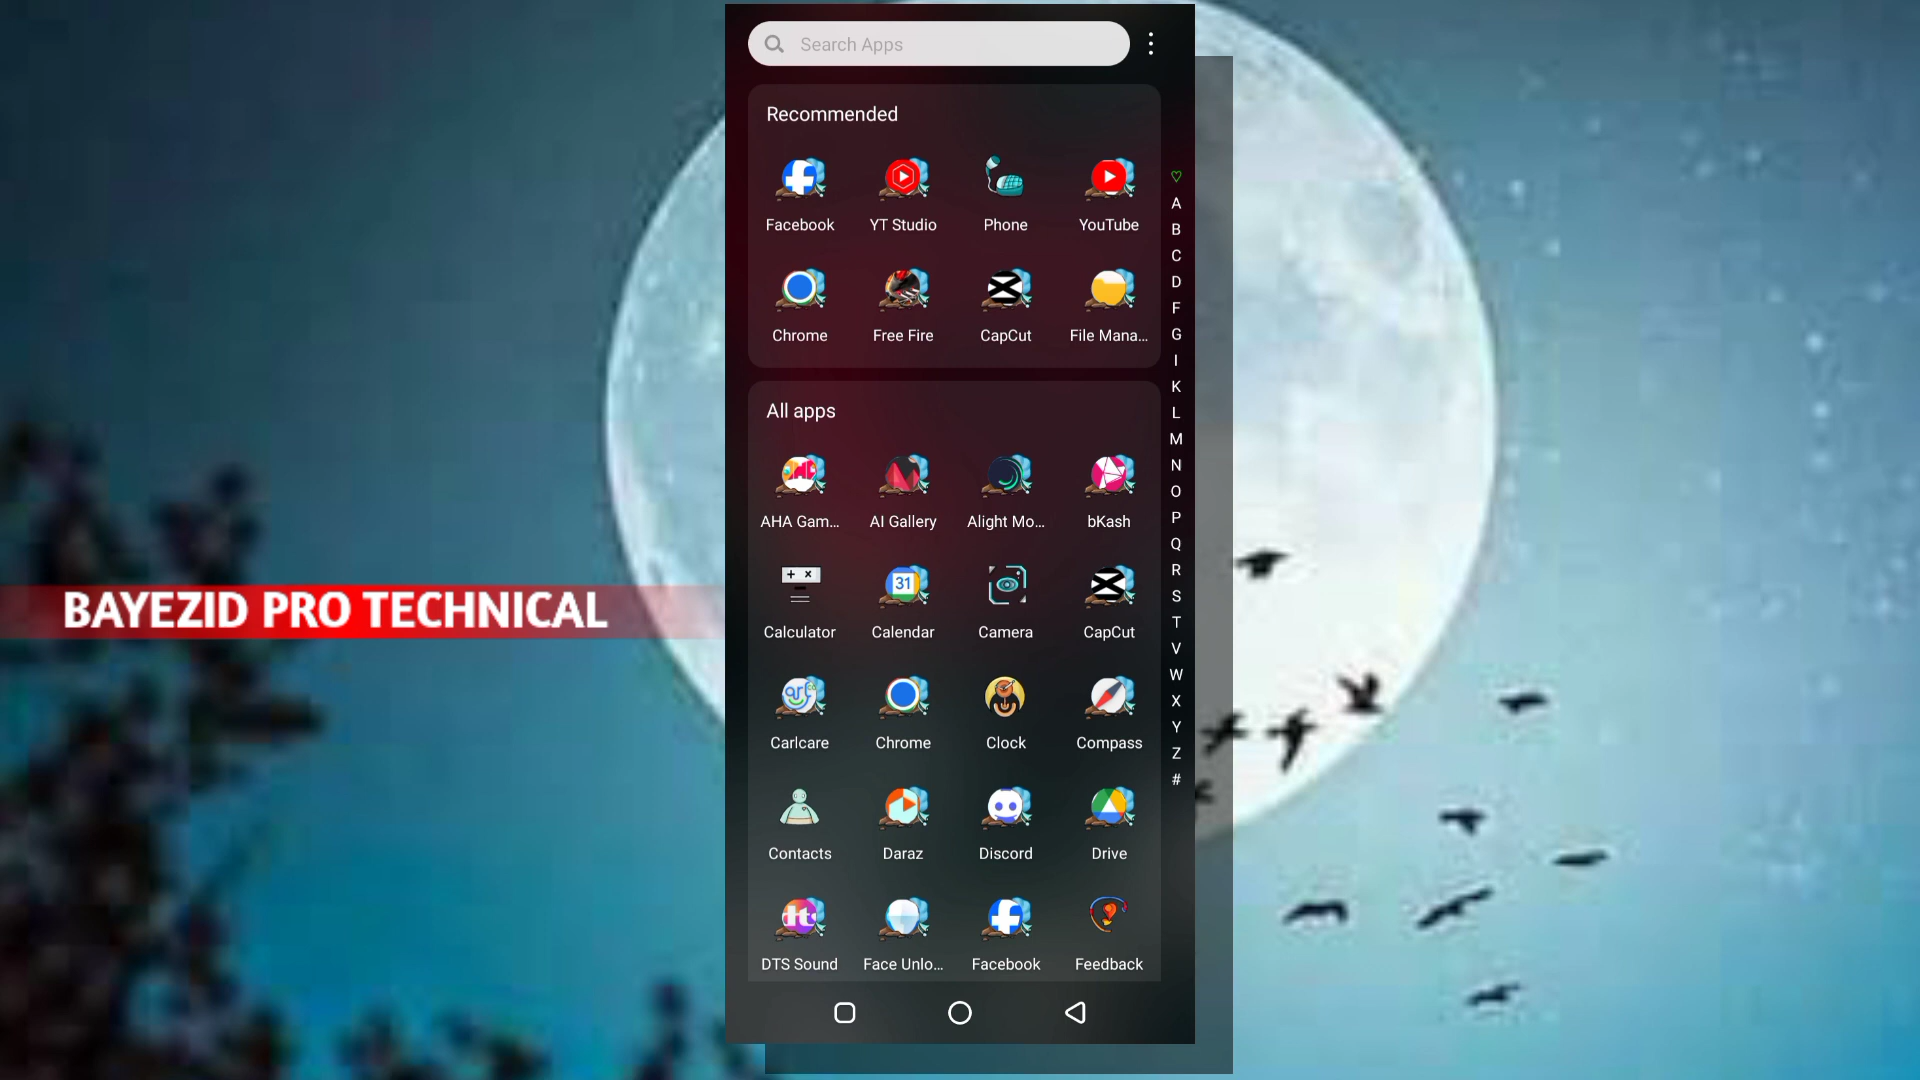 Search Apps
Recommended
Facebook YT Studio Phone YouTube
Chrome Free Fire CapCut File Mana...
All apps
AHA Gam... AI Gallery Alight Mo... bKash
+ × 31
Calculator Calendar Camera CapCut
Carlcare Chrome Clock Compass
Contacts Daraz Discord Drive
dts
DTS Sound Face Unlo... Facebook Feedback
♡
A
B
C
D
F
G
I
K
L
M
N
O
P
Q
R
S
T
V
W
X
Y
Z
#
BAYEZID PRO TECHNICAL